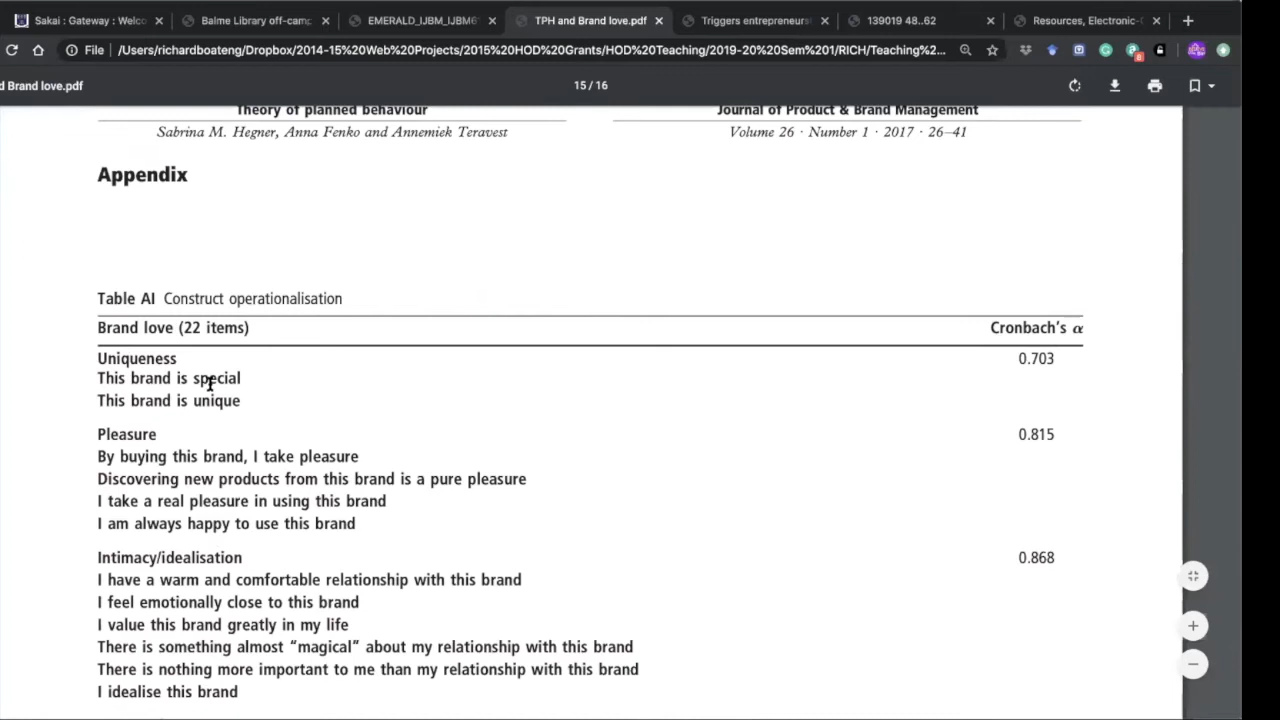 Sakai : Gateway : Welco
Balme Library off-camp
EMERALD_IJBM_IJBM6
TPH and Brand love.pdf
Triggers entrepreneurs
139019 48..62
Resources, Electronic-
File /Users/richardboateng/Dropbox/2014-15%20Web%20Projects/2015%20HOD%20Grants/HOD%20Teaching/2019-20%20Sem%201/RICH/Teaching%2...
d Brand love.pdf
15 / 16
Theory of planned behaviour
Journal of Product & Brand Management
Sabrina M. Hegner, Anna Fenko and Annemiek Teravest
Volume 26 · Number 1 · 2017 · 26–41
Appendix
Table AI Construct operationalisation
Brand love (22 items) Cronbach's α
Uniqueness 0.703
This brand is special
This brand is unique
Pleasure 0.815
By buying this brand, I take pleasure
Discovering new products from this brand is a pure pleasure
I take a real pleasure in using this brand
I am always happy to use this brand
Intimacy/idealisation 0.868
I have a warm and comfortable relationship with this brand
I feel emotionally close to this brand
I value this brand greatly in my life
There is something almost “magical” about my relationship with this brand
There is nothing more important to me than my relationship with this brand
I idealise this brand